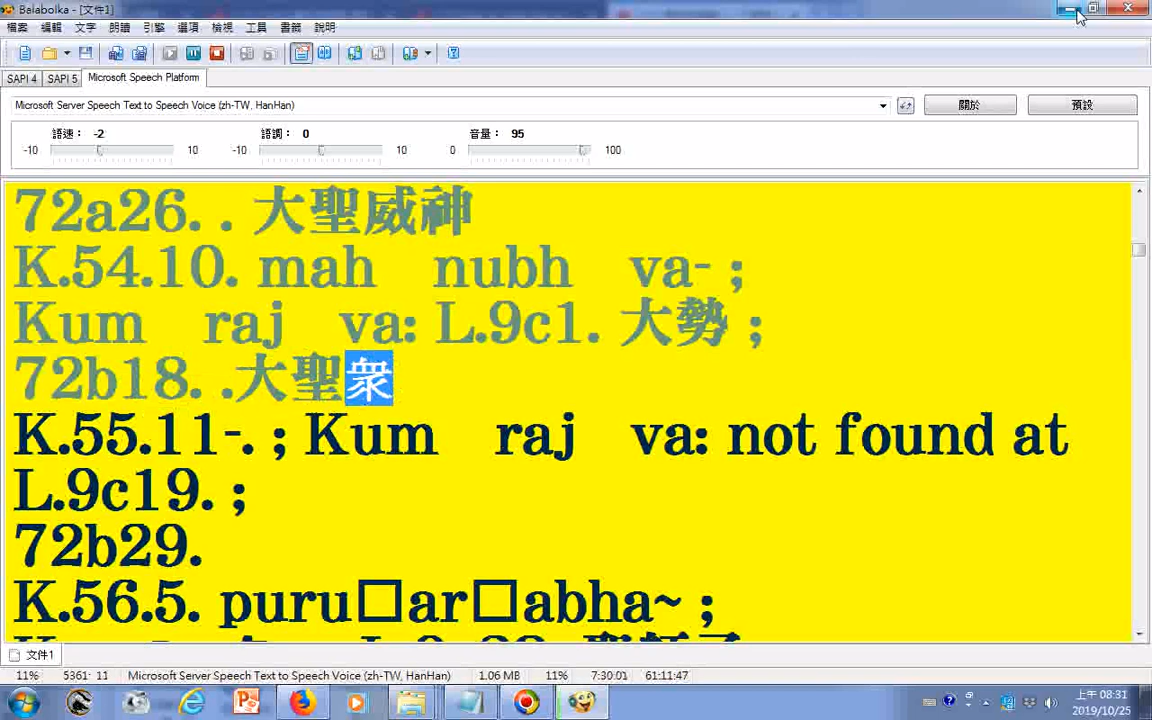 Balabolka - [文件1]
檔案 編輯 文字 朗讀 引擎 選項 檢視 工具 書籤 說明
SAPI 4 SAPI 5 Microsoft Speech Platform
Microsoft Server Speech Text to Speech Voice (zh-TW, HanHan) 關於 預設
語速： -2 語調： 0 音量： 95
-10 10 -10 10 0 100
72a26. . 大聖威神
K.54.10. mah nubh va- ;
Kum raj va: L.9c1. 大勢 ;
72b18. .大聖衆
K.55.11-. ; Kum raj va: not found at
L.9c19. ;
72b29.
K.56.5. puru□ar□abha~ ;
文件1
11% 5361: 11 Microsoft Server Speech Text to Speech Voice (zh-TW, HanHan) 1.06 MB 11% 7:30:01 61:11:47
上午 08:31
2019/10/25